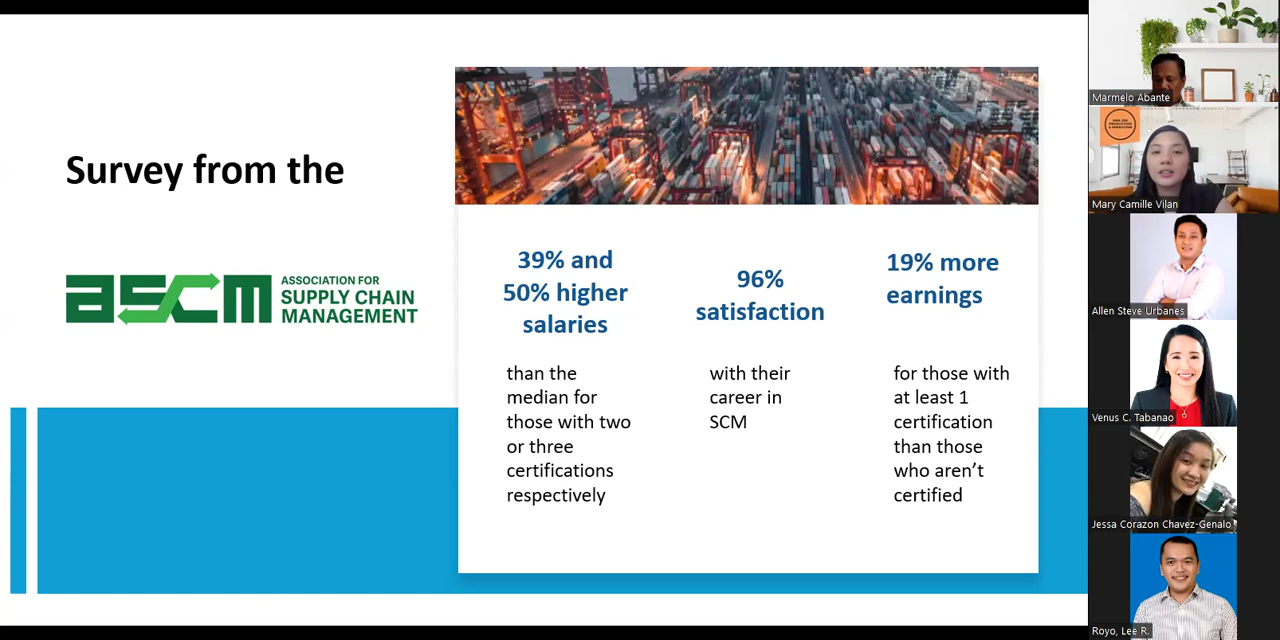 Survey from the
ascm
ASSOCIATION FOR
SUPPLY CHAIN
MANAGEMENT
39% and
50% higher
salaries
than the
median for
those with two
or three
certifications
respectively
96%
satisfaction
with their
career in
SCM
19% more
earnings
for those with
at least 1
certification
than those
who aren’t
certified
Marmelo Abante
Mary Camille Vilan
Allen Steve Urbanes
Venus C. Tabanao
Jessa Corazon Chavez-Genalo
Royo, Lee R.